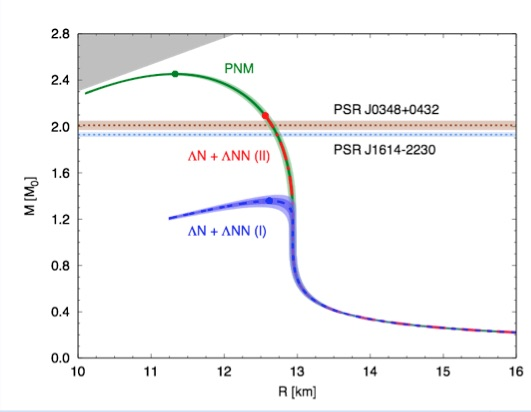 2.8
2.4
2.0
1.6
1.2
0.8
0.4
0.0
M [M₀]
PNM
PSR J0348+0432
PSR J1614-2230
ΛN + ΛNN (II)
ΛN + ΛNN (I)
10 11 12 13 14 15 16
R [km]